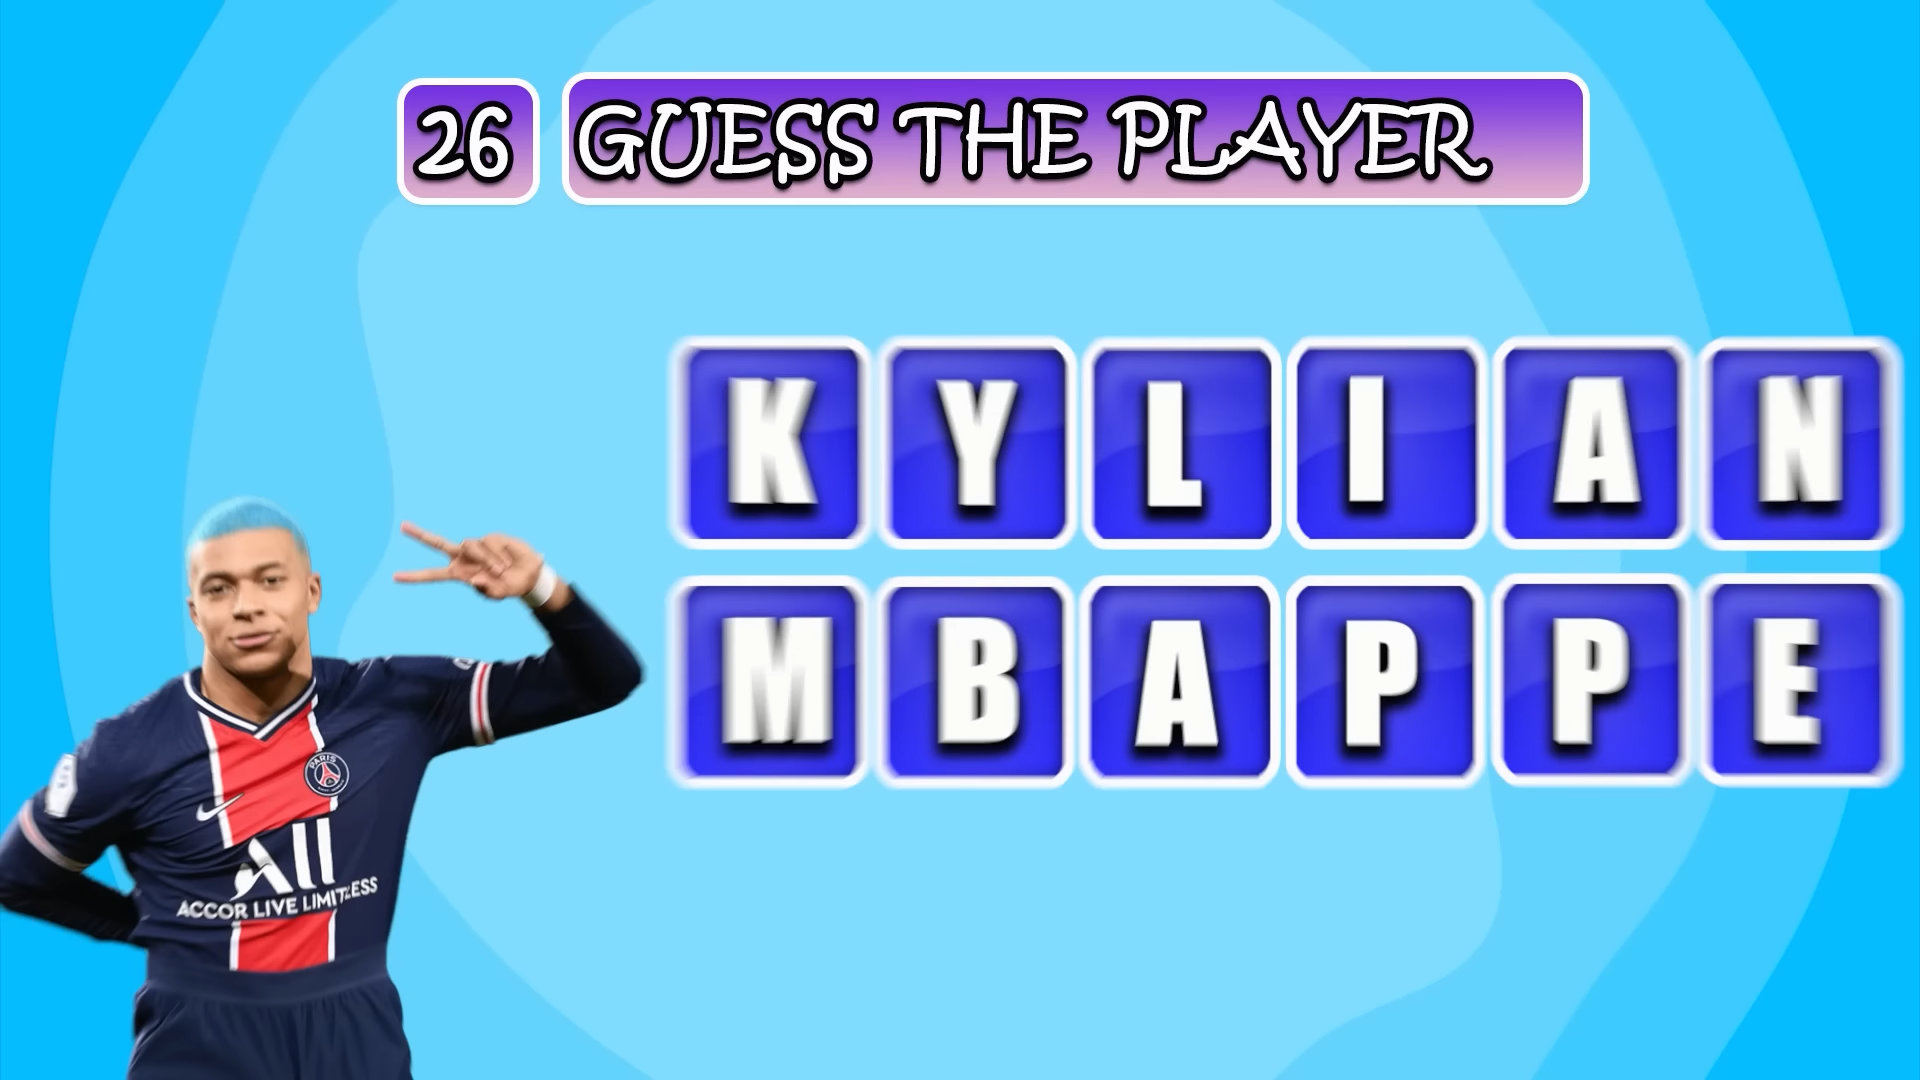 26 GUESS THE PLAYER
KYLIAN
MBAPPE
PARIS
ALL
ACCOR LIVE LIMITLESS